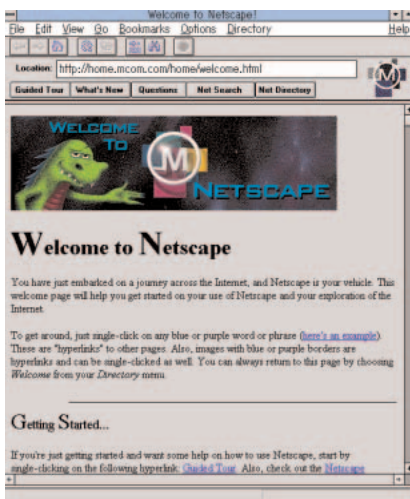 Welcome to Netscape!
File Edit View Go Bookmarks Options Directory Help
Location: http://home.mcom.com/home/welcome.html
Guided Tour What's New Questions Net Search Net Directory
WELCOME
TO
M
NETSCAPE
Welcome to Netscape
You have just embarked on a journey across the Internet, and Netscape is your vehicle. This
welcome page will help you get started on your use of Netscape and your exploration of the
Internet.
To get around, just single-click on any blue or purple word or phrase (here's an example).
These are "hyperlinks" to other pages. Also, images with blue or purple borders are
hyperlinks and can be single-clicked as well. You can always return to this page by choosing
Welcome from your Directory menu.
Getting Started...
If you're just getting started and want some help on how to use Netscape, start by
single-clicking on the following hyperlink: Guided Tour. Also, check out the Netscape